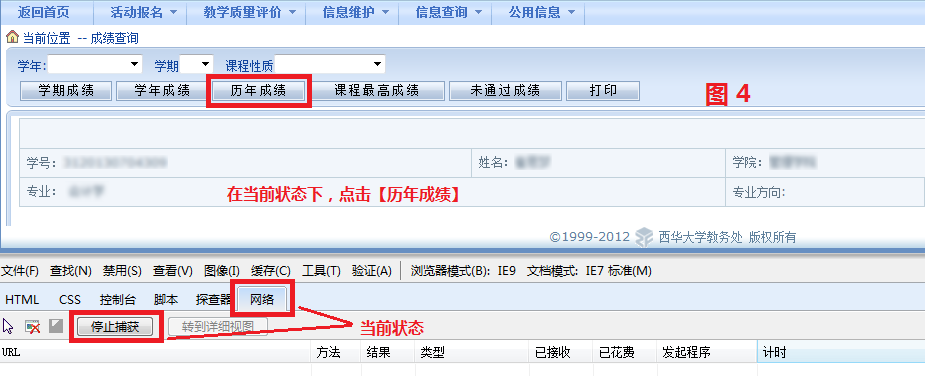 返回首页 活动报名 教学质量评价 信息维护 信息查询 公用信息
当前位置 -- 成绩查询
学年: 学期 课程性质
学期成绩 学年成绩 历年成绩 课程最高成绩 未通过成绩 打印
图 4
学号: 姓名: 学院:
专业: 专业方向:
在当前状态下，点击【历年成绩】
©1999-2012 西华大学教务处 版权所有
文件(F) 查找(N) 禁用(S) 查看(V) 图像(I) 缓存(C) 工具(T) 验证(A) 浏览器模式(B): IE9 文档模式: IE7 标准(M)
HTML CSS 控制台 脚本 探查器 网络
停止捕获 转到详细视图 当前状态
URL 方法 结果 类型 已接收 已花费 发起程序 计时